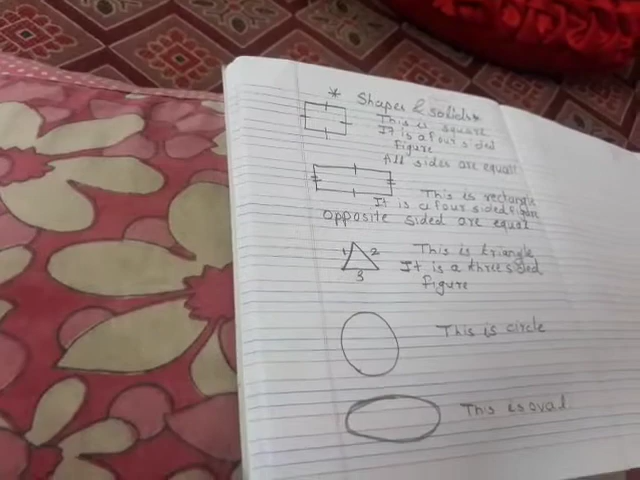 * Shapes & Solids *
This is square
It is a four sided
figure
All sides are equal.
This is rectangle
It is a four sided figure
opposite sided are equal
1 2
3
This is triangle
It is a three sided
figure
This is circle
This is oval